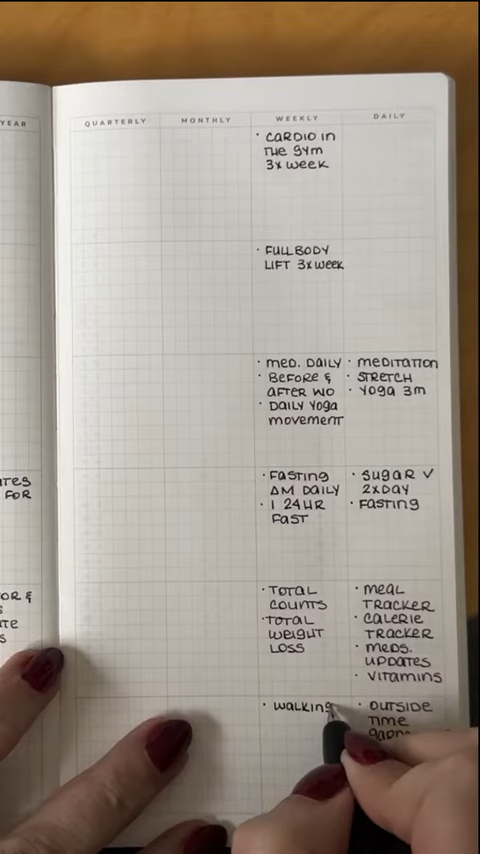 YEAR
QUARTERLY
MONTHLY
WEEKLY
DAILY
· CARDIO in
THE GYM
3x week
· FULL BODY
LIFT 3x week
· MED. DAILY
· BEFORE &
AFTER WO
· DAILY YOGA
MOVEMENT
· MEDITATION
· STRETCH
· YOGA 3m
ATES
FOR
· FASTING
AM DAILY
· 1 24HR
FAST
· SUGAR √
2xDAY
· FASTING
OR &
S
TE
S
· TOTAL
COUNTS
· TOTAL
WEIGHT
LOSS
· MEAL
TRACKER
· CALERIE
TRACKER
· MEDS.
UPDATES
· VITAMINS
· WALKING
· OUTSIDE
TIME